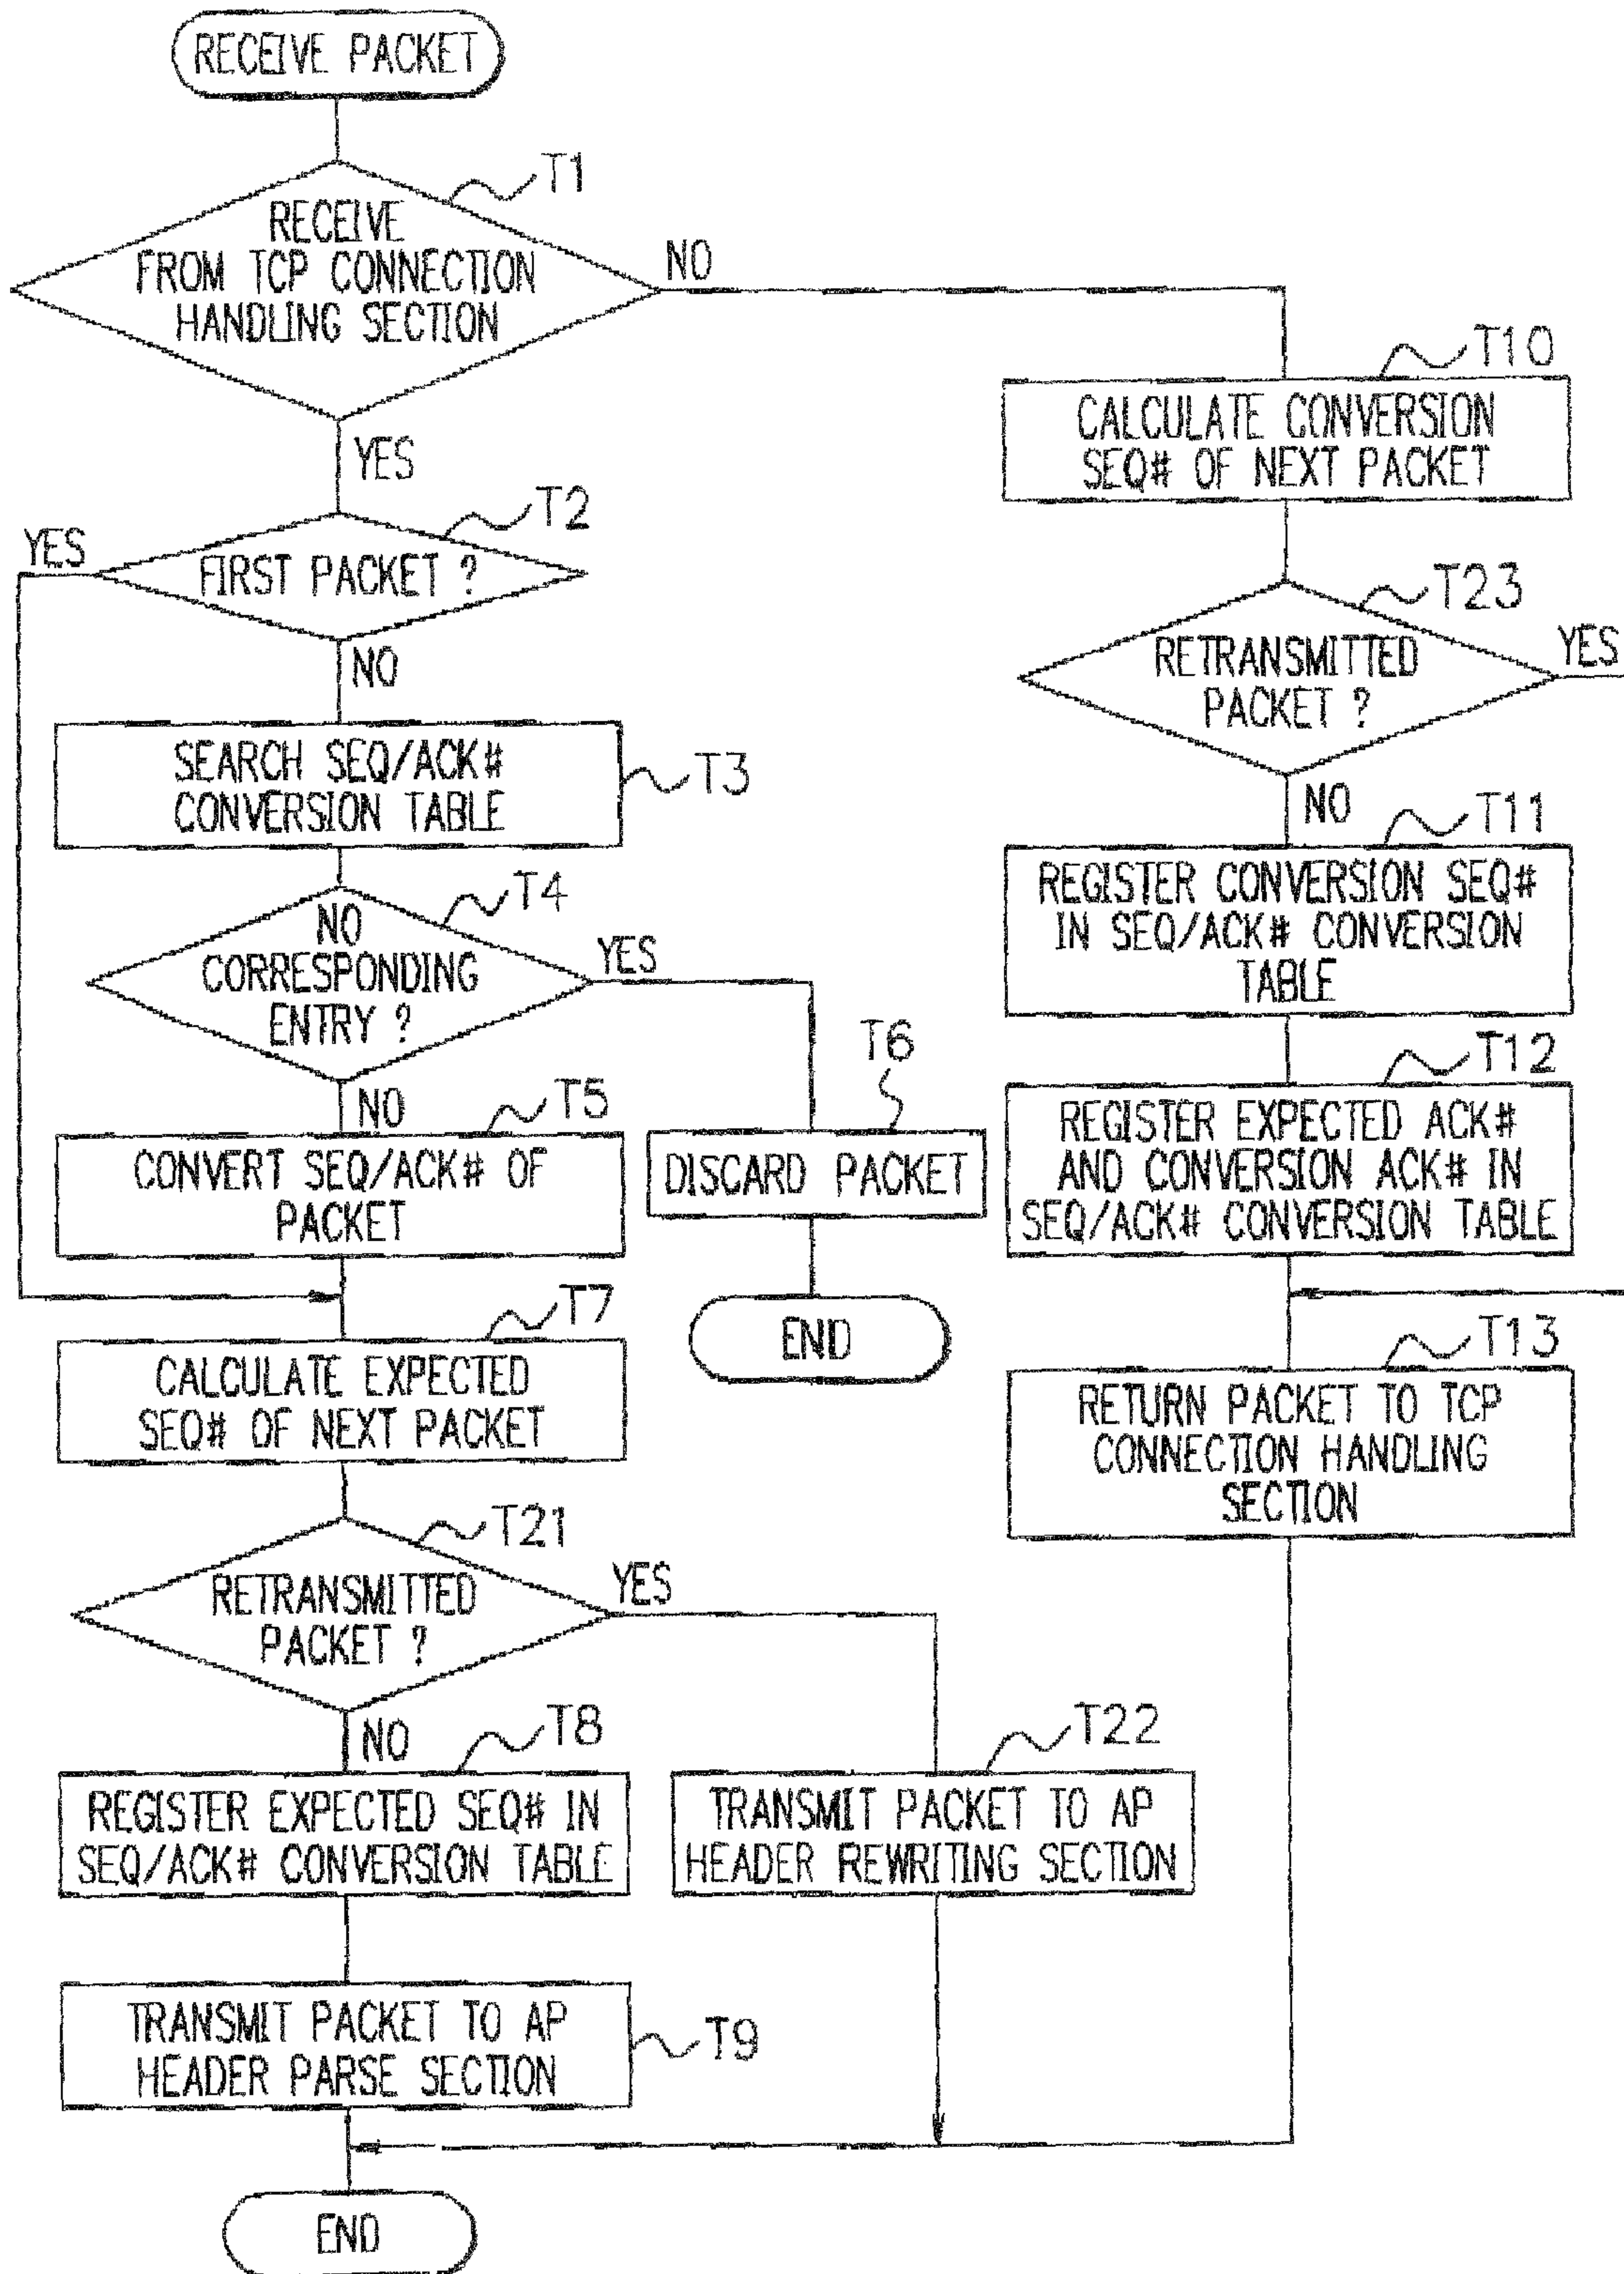 RECEIVE PACKET
T1
RECEIVE
FROM TCP CONNECTION
HANDLING SECTION
NO
YES
T2
YES
FIRST PACKET ?
NO
SEARCH SEQ/ACK#
CONVERSION TABLE
T3
T4
NO
CORRESPONDING
ENTRY ?
YES
NO
T5
CONVERT SEQ/ACK# OF
PACKET
T6
DISCARD PACKET
END
T7
CALCULATE EXPECTED
SEQ# OF NEXT PACKET
T21
RETRANSMITTED
PACKET ?
YES
NO
T8
REGISTER EXPECTED SEQ# IN
SEQ/ACK# CONVERSION TABLE
T22
TRANSMIT PACKET TO AP
HEADER REWRITING SECTION
TRANSMIT PACKET TO AP
HEADER PARSE SECTION
T9
END
T10
CALCULATE CONVERSION
SEQ# OF NEXT PACKET
T23
RETRANSMITTED
PACKET ?
YES
NO
T11
REGISTER CONVERSION SEQ#
IN SEQ/ACK# CONVERSION
TABLE
T12
REGISTER EXPECTED ACK#
AND CONVERSION ACK# IN
SEQ/ACK# CONVERSION TABLE
T13
RETURN PACKET TO TCP
CONNECTION HANDLING
SECTION